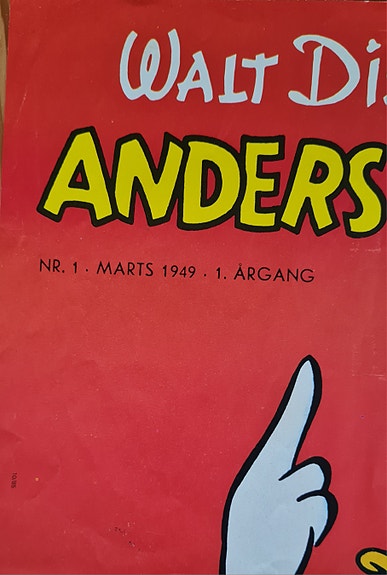 WALT Di
ANDERS
NR. 1 · MARTS 1949 · 1. ÅRGANG